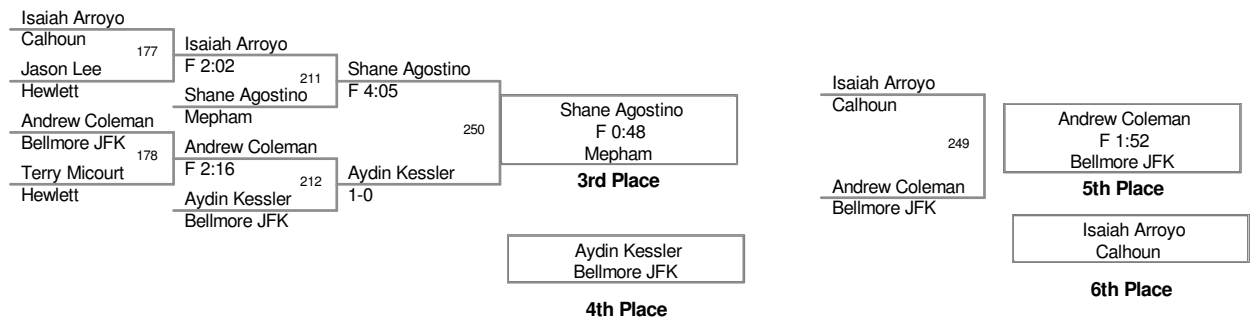 Isaiah Arroyo
Calhoun
177
Jason Lee
Hewlett
Andrew Coleman
Bellmore JFK
178
Terry Micourt
Hewlett
Isaiah Arroyo
F 2:02
211
Shane Agostino
Mepham
Andrew Coleman
F 2:16
212
Aydin Kessler
Bellmore JFK
Shane Agostino
F 4:05
250
Aydin Kessler
1-0
Shane Agostino
F 0:48
Mepham
3rd Place
Aydin Kessler
Bellmore JFK
4th Place
Isaiah Arroyo
Calhoun
249
Andrew Coleman
Bellmore JFK
Andrew Coleman
F 1:52
Bellmore JFK
5th Place
Isaiah Arroyo
Calhoun
6th Place